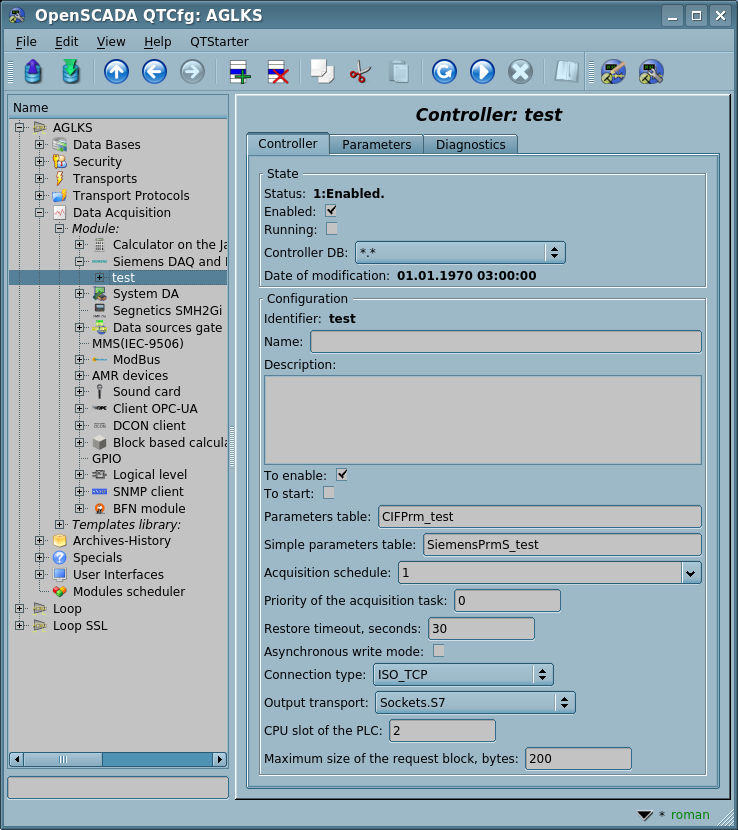 OpenSCADA QTCfg: AGLKS
File Edit View Help QTStarter
Name
AGLKS
Data Bases
Security
Transports
Transport Protocols
Data Acquisition
Module:
Calculator on the Ja
Siemens DAQ and
test
System DA
Segnetics SMH2Gi
Data sources gate
MMS(IEC-9506)
ModBus
AMR devices
Sound card
Client OPC-UA
DCON client
Block based calcula
GPIO
Logical level
SNMP client
BFN module
Templates library:
Archives-History
Specials
User Interfaces
Modules scheduler
Loop
Loop SSL
Controller: test
Controller Parameters Diagnostics
State
Status: 1:Enabled.
Enabled:
Running:
Controller DB: *.*
Date of modification: 01.01.1970 03:00:00
Configuration
Identifier: test
Name:
Description:
To enable:
To start:
Parameters table: CIFPrm_test
Simple parameters table: SiemensPrmS_test
Acquisition schedule: 1
Priority of the acquisition task: 0
Restore timeout, seconds: 30
Asynchronous write mode:
Connection type: ISO_TCP
Output transport: Sockets.S7
CPU slot of the PLC: 2
Maximum size of the request block, bytes: 200
* roman